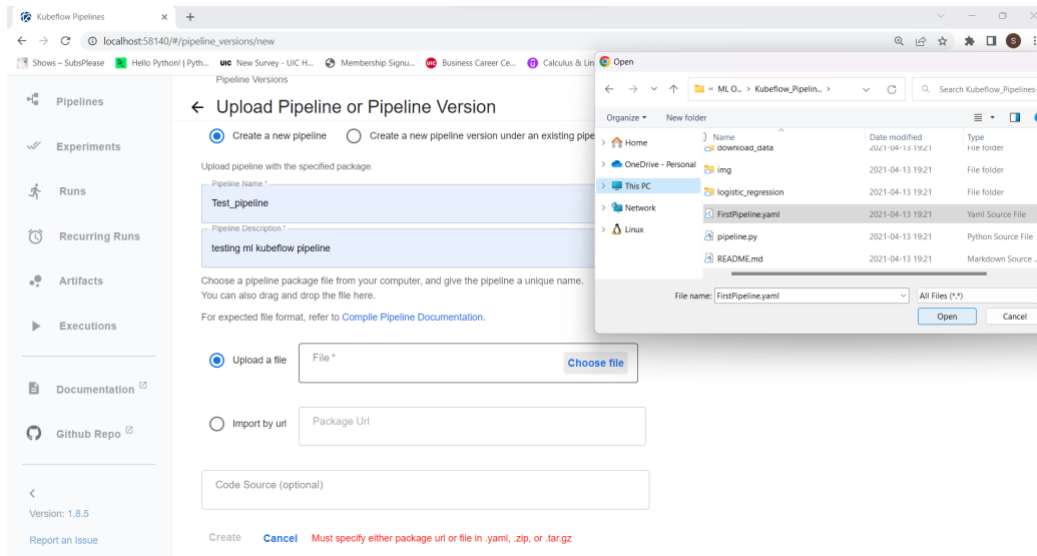 Kubeflow Pipelines
localhost:58140/#/pipeline_versions/new
S
Shows – SubsPlease
Hello Python! | Pyth...
UIC New Survey - UIC H...
Membership Signu...
Business Career Ce...
Calculus & Lin
Pipelines
Experiments
Runs
Recurring Runs
Artifacts
Executions
Documentation
Github Repo
Version: 1.8.5
Report an Issue
Pipeline Versions
Upload Pipeline or Pipeline Version
Create a new pipeline
Create a new pipeline version under an existing pipe
Upload pipeline with the specified package.
Pipeline Name *
Test_pipeline
Pipeline Description *
testing ml kubeflow pipeline
Choose a pipeline package file from your computer, and give the pipeline a unique name.
You can also drag and drop the file here.
For expected file format, refer to Compile Pipeline Documentation.
Upload a file
File *
Choose file
Import by url
Package Url
Code Source (optional)
Create
Cancel
Must specify either package url or file in .yaml, .zip, or .tar.gz
Open
« ML O... › Kubeflow_Pipelin... ›
Search Kubeflow_Pipelines-
Organize
New folder
Home
OneDrive - Personal
This PC
Network
Linux
Name Date modified Type
download_data 2021-04-13 19:21 File folder
img 2021-04-13 19:21 File folder
logistic_regression 2021-04-13 19:21 File folder
FirstPipeline.yaml 2021-04-13 19:21 Yaml Source File
pipeline.py 2021-04-13 19:21 Python Source File
README.md 2021-04-13 19:21 Markdown Source ..
File name: FirstPipeline.yaml
All Files (*.*)
Open
Cancel